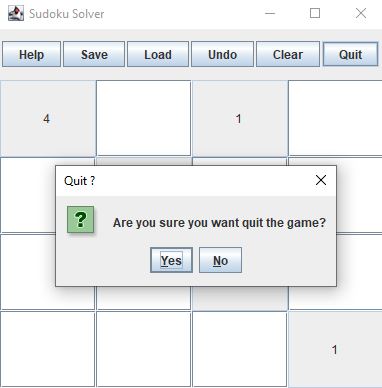 Sudoku Solver
Help Save Load Undo Clear Quit
4 1
Quit ?
?
Are you sure you want quit the game?
Yes No
1